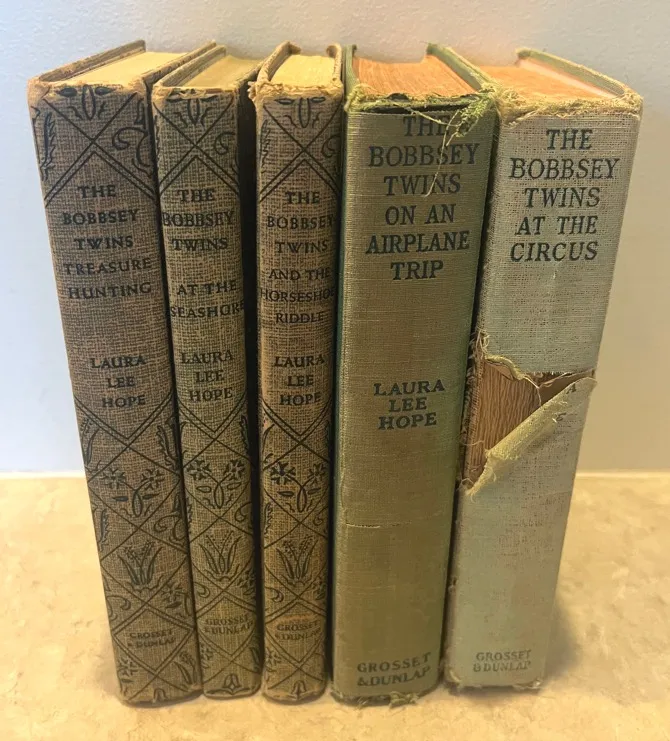 THE
BOBBSEY
TWINS
TREASURE
HUNTING
LAURA
LEE
HOPE
GROSSET
& DUNLAP
THE
BOBBSEY
TWINS
AT THE
SEASHORE
LAURA
LEE
HOPE
GROSSET
& DUNLAP
THE
BOBBSEY
TWINS
AND THE
HORSESHOE
RIDDLE
LAURA
LEE
HOPE
GROSSET
& DUNLAP
THE
BOBBSEY
TWINS
ON AN
AIRPLANE
TRIP
LAURA
LEE
HOPE
GROSSET
& DUNLAP
THE
BOBBSEY
TWINS
AT THE
CIRCUS
GROSSET
& DUNLAP